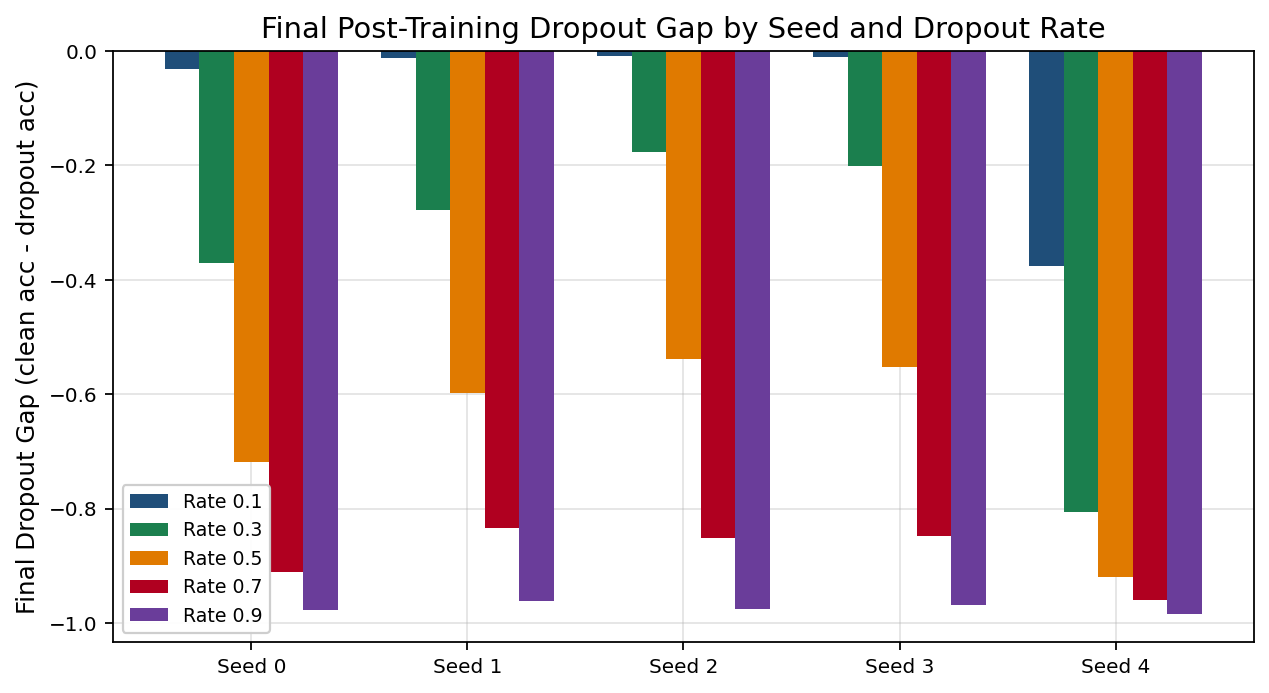 Final Post-Training Dropout Gap by Seed and Dropout Rate
Final Dropout Gap (clean acc - dropout acc)
0.0
−0.2
−0.4
−0.6
−0.8
−1.0
Rate 0.1
Rate 0.3
Rate 0.5
Rate 0.7
Rate 0.9
Seed 0
Seed 1
Seed 2
Seed 3
Seed 4